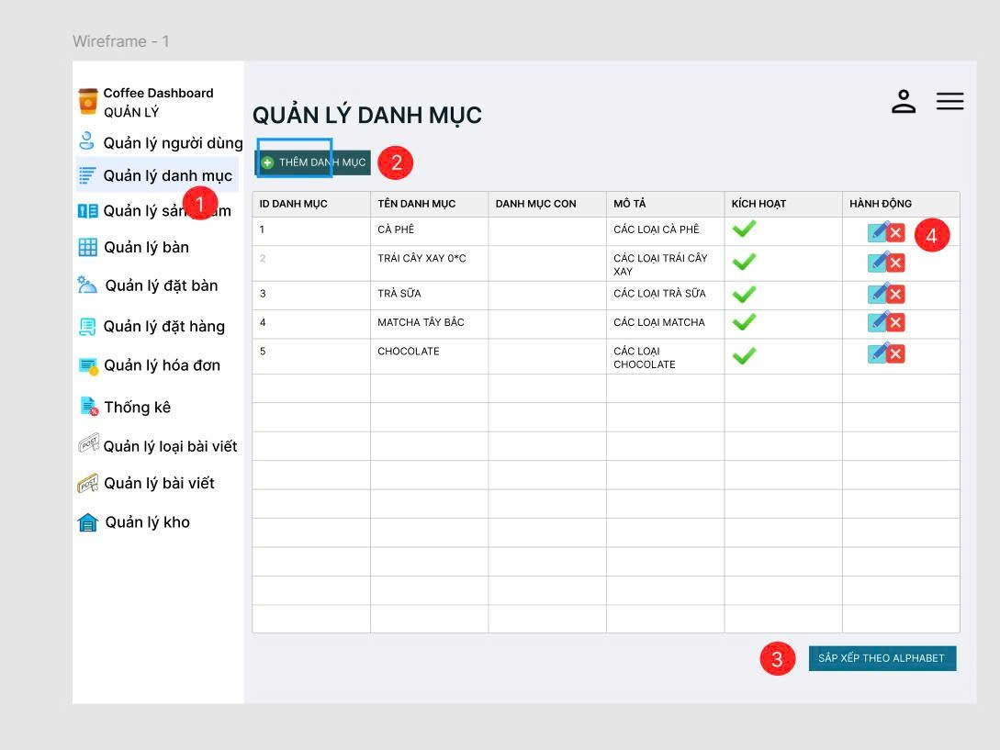 Wireframe - 1
Coffee Dashboard
QUẢN LÝ
Quản lý người dùng
Quản lý danh mục
1
Quản lý sản
Quản lý bàn
Quản lý đặt bàn
Quản lý đặt hàng
Quản lý hóa đơn
Thống kê
POST
Quản lý loại bài viết
POST
Quản lý bài viết
Quản lý kho
QUẢN LÝ DANH MỤC
THÊM DANH MỤC
2
ID DANH MỤC TÊN DANH MỤC DANH MỤC CON MÔ TẢ KÍCH HOẠT HÀNH ĐỘNG
1 CÀ PHÊ CÁC LOẠI CÀ PHÊ
4
2 TRÁI CÂY XAY 0*C CÁC LOẠI TRÁI CÂY
XAY
3 TRÀ SỮA CÁC LOẠI TRÀ SỮA
4 MATCHA TÂY BẮC CÁC LOẠI MATCHA
5 CHOCOLATE CÁC LOẠI
CHOCOLATE
3
SẮP XẾP THEO ALPHABET